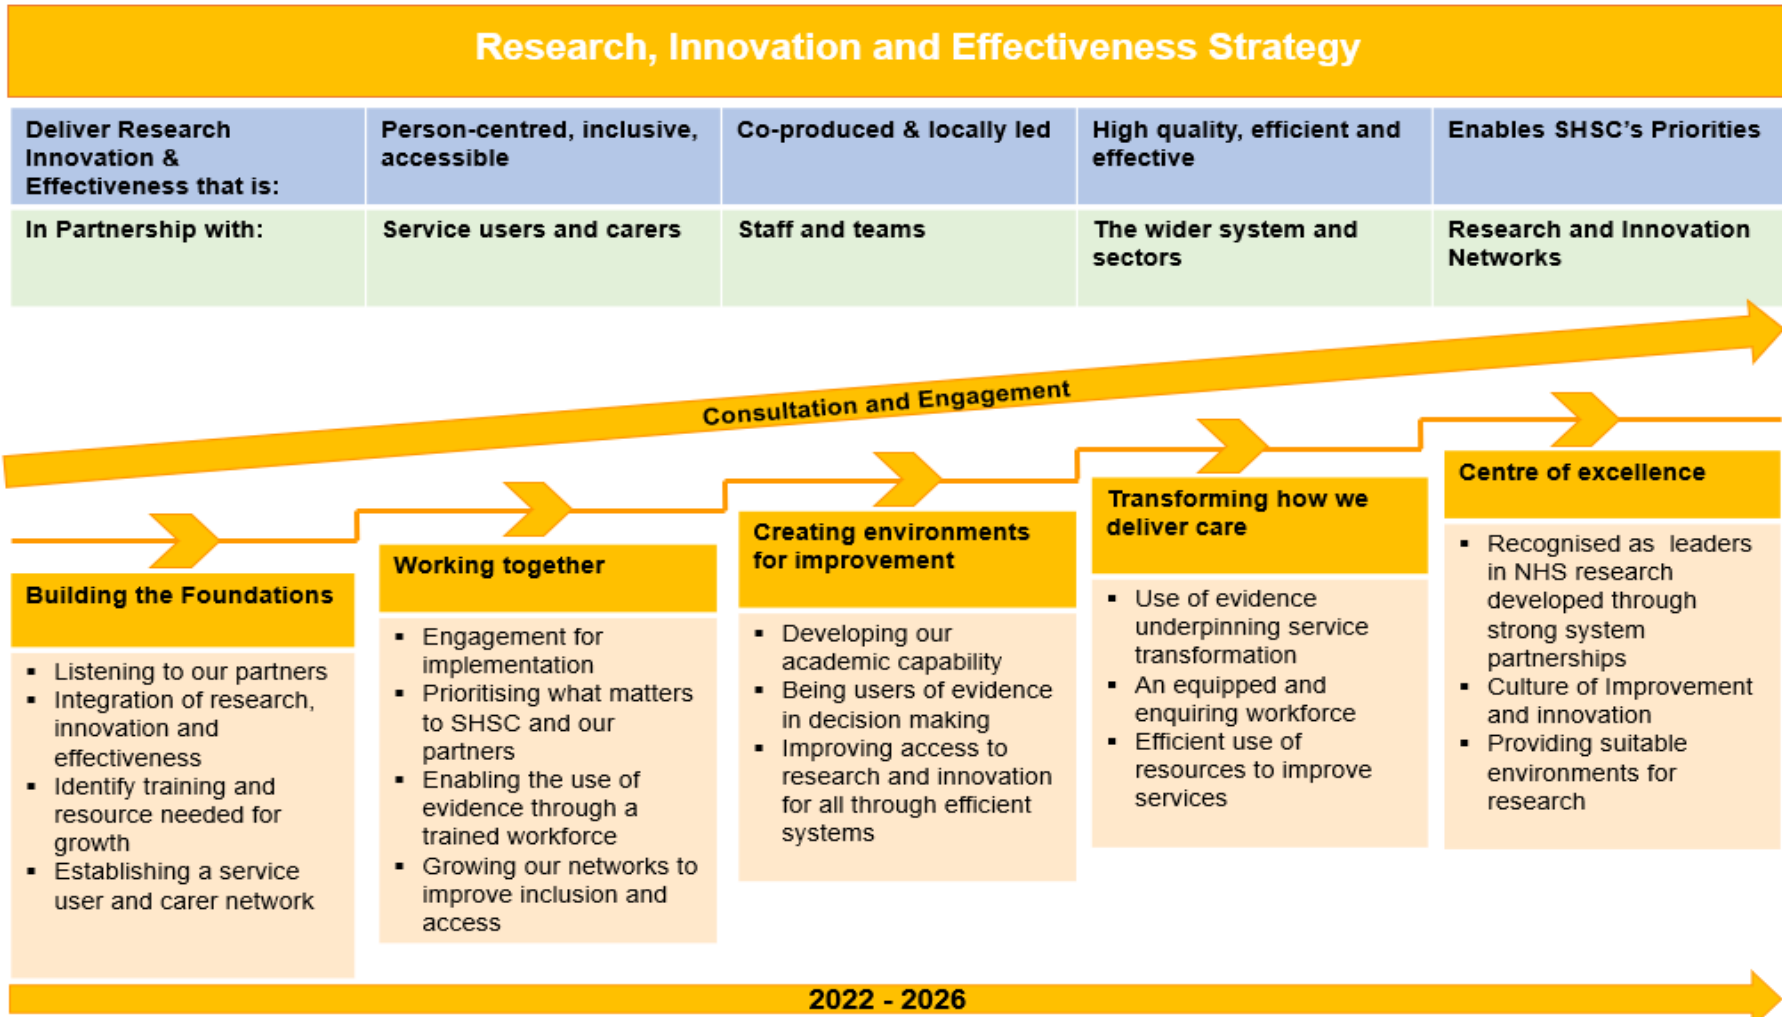 Research, Innovation and Effectiveness Strategy
Deliver Research
Innovation &
Effectiveness that is:
Person-centred, inclusive,
accessible
Co-produced & locally led
High quality, efficient and
effective
Enables SHSC's Priorities
In Partnership with:
Service users and carers
Staff and teams
The wider system and
sectors
Research and Innovation
Networks
Consultation and Engagement
Building the Foundations
▪ Listening to our partners
▪ Integration of research,
innovation and
effectiveness
▪ Identify training and
resource needed for
growth
▪ Establishing a service
user and carer network
Working together
▪ Engagement for
implementation
▪ Prioritising what matters
to SHSC and our
partners
▪ Enabling the use of
evidence through a
trained workforce
▪ Growing our networks to
improve inclusion and
access
Creating environments
for improvement
▪ Developing our
academic capability
▪ Being users of evidence
in decision making
▪ Improving access to
research and innovation
for all through efficient
systems
Transforming how we
deliver care
▪ Use of evidence
underpinning service
transformation
▪ An equipped and
enquiring workforce
▪ Efficient use of
resources to improve
services
Centre of excellence
▪ Recognised as leaders
in NHS research
developed through
strong system
partnerships
▪ Culture of Improvement
and innovation
▪ Providing suitable
environments for
research
2022 - 2026